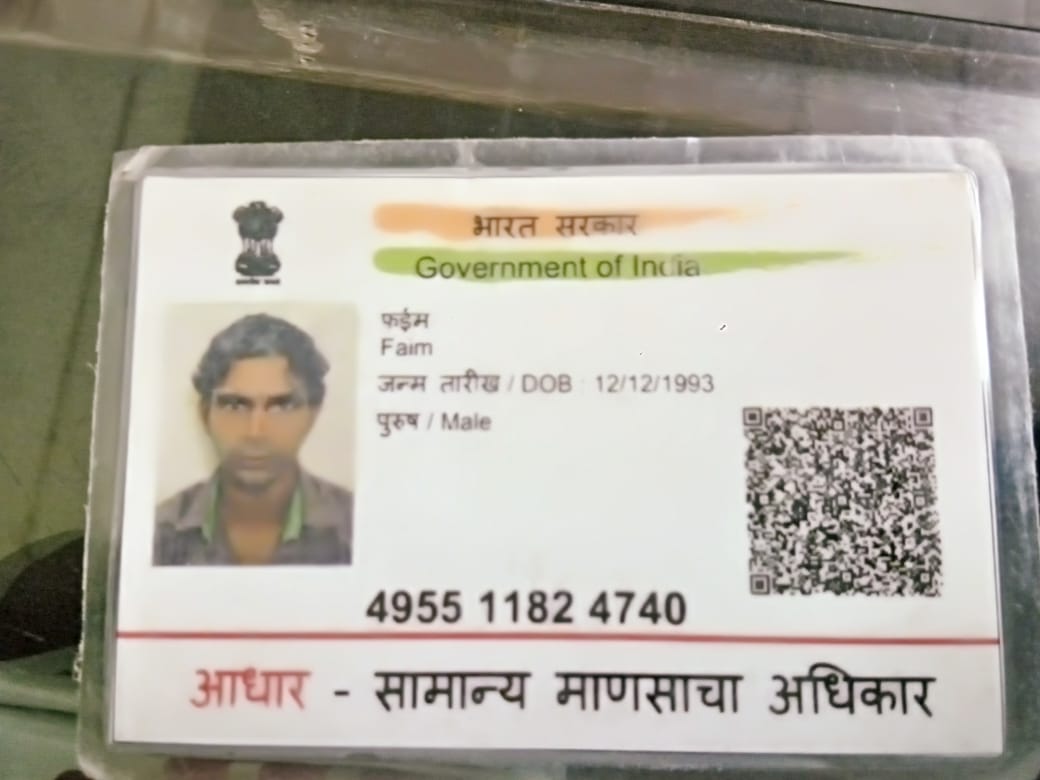 भारत सरकार
Government of India
फईम
Faim
जन्म तारीख / DOB : 12/12/1993
पुरुष / Male
4955 1182 4740
आधार - सामान्य माणसाचा अधिकार